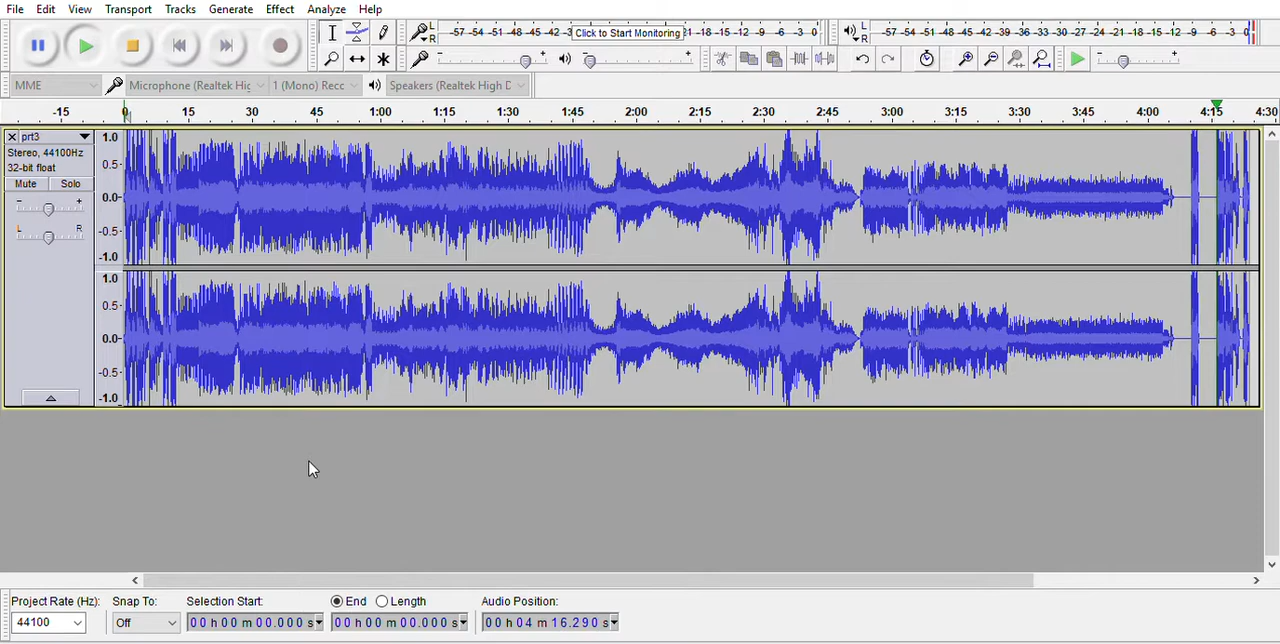 File Edit View Transport Tracks Generate Effect Analyze Help
L R -57 -54 -51 -48 -45 -42 -3 Click to Start Monitoring 1 -18 -15 -12 -9 -6 -3 0
L R -57 -54 -51 -48 -45 -42 -39 -36 -33 -30 -27 -24 -21 -18 -15 -12 -9 -6 -3 0
- + - + - +
MME Microphone (Realtek Hig 1 (Mono) Recc Speakers (Realtek High D
-15 0 15 30 45 1:00 1:15 1:30 1:45 2:00 2:15 2:30 2:45 3:00 3:15 3:30 3:45 4:00 4:15 4:30
prt3
Stereo, 44100Hz
32-bit float
Mute Solo
- +
L R
1.0
0.5-
0.0-
-0.5-
-1.0
1.0
0.5-
0.0-
-0.5-
-1.0
Project Rate (Hz): Snap To: Selection Start: End Length Audio Position:
44100 Off 00 h 00 m 00.000 s 00 h 00 m 00.000 s 00 h 04 m 16.290 s